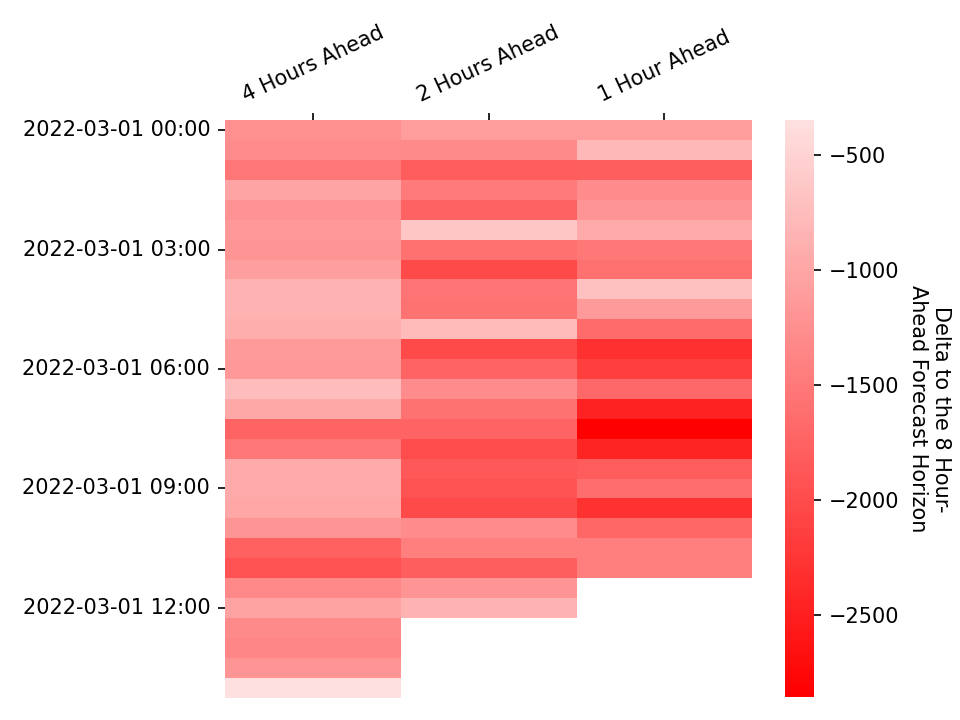 4 Hours Ahead
2 Hours Ahead
1 Hour Ahead
2022-03-01 00:00
2022-03-01 03:00
2022-03-01 06:00
2022-03-01 09:00
2022-03-01 12:00
−500
−1000
−1500
−2000
−2500
Delta to the 8 Hour-
Ahead Forecast Horizon